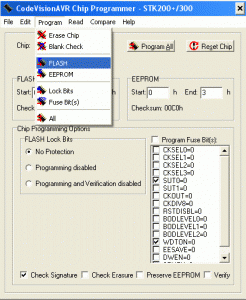 CodeVisionAVR Chip Programmer - STK200+/300
File Edit Program Read Compare Help
Chip:
Erase Chip
Blank Check
FLASH
EEPROM
Lock Bits
Fuse Bit(s)
All
Program All
Reset Chip
FLASH
Start:
h
Check
EEPROM
Start: 0 h End: 3 h
Checksum: 00C0h
Chip Programming Options
FLASH Lock Bits
No Protection
Programming disabled
Programming and Verification disabled
Program Fuse Bit(s):
CKSEL0=0
CKSEL1=0
CKSEL2=0
CKSEL3=0
SUT0=0
SUT1=0
CKOUT=0
CKDIV8=0
RSTDISBL=0
BODLEVEL0=0
BODLEVEL1=0
BODLEVEL2=0
WDTON=0
EESAVE=0
DWEN=0
Check Signature Check Erasure Preserve EEPROM Verify